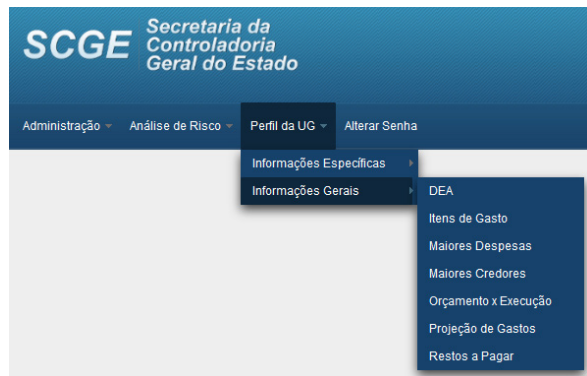 SCGE
Secretaria da
Controladoria
Geral do Estado
Administração Análise de Risco Perfil da UG Alterar Senha
Informações Específicas
Informações Gerais
DEA
Itens de Gasto
Maiores Despesas
Maiores Credores
Orçamento x Execução
Projeção de Gastos
Restos a Pagar